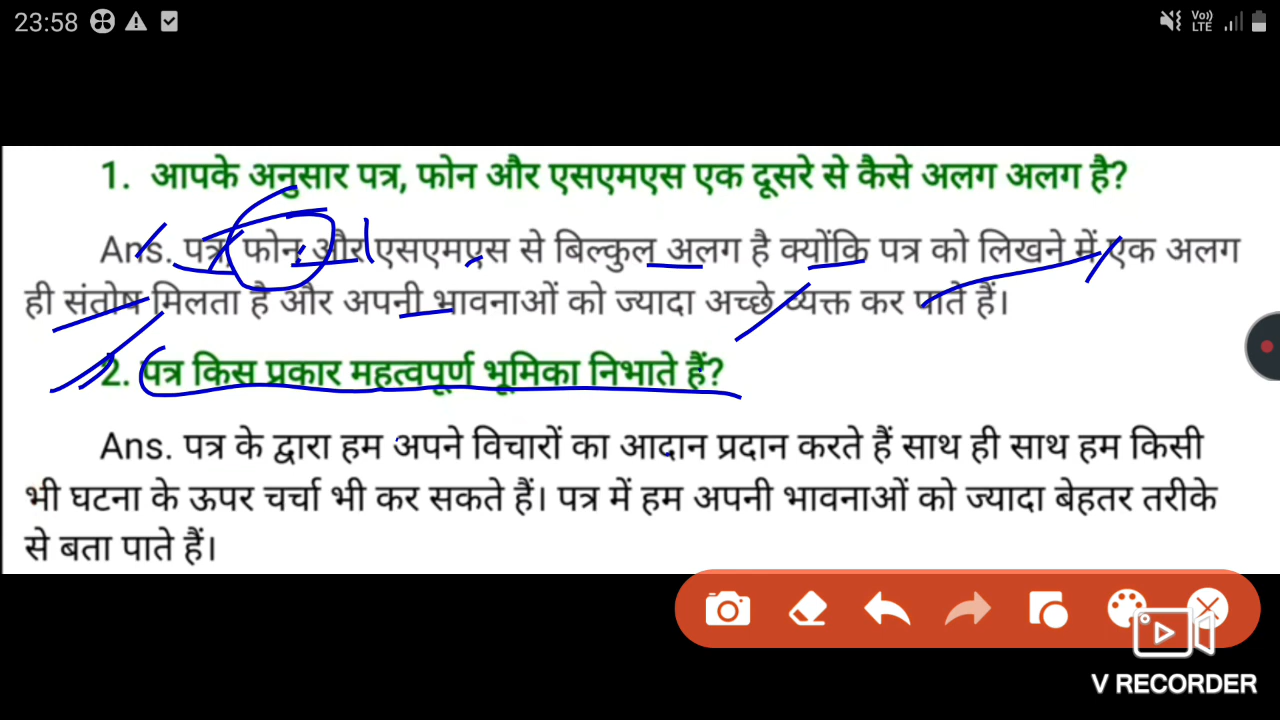 23:58
Vo))
LTE
1. आपके अनुसार पत्र, फोन और एसएमएस एक दूसरे से कैसे अलग अलग है?
Ans. पत्र, फोन और एसएमएस से बिल्कुल अलग है क्योंकि पत्र को लिखने में एक अलग
ही संतोष मिलता है और अपनी भावनाओं को ज्यादा अच्छे व्यक्त कर पाते हैं।
2. पत्र किस प्रकार महत्वपूर्ण भूमिका निभाते हैं?
Ans. पत्र के द्वारा हम अपने विचारों का आदान प्रदान करते हैं साथ ही साथ हम किसी
भी घटना के ऊपर चर्चा भी कर सकते हैं। पत्र में हम अपनी भावनाओं को ज्यादा बेहतर तरीके
से बता पाते हैं।
V RECORDER